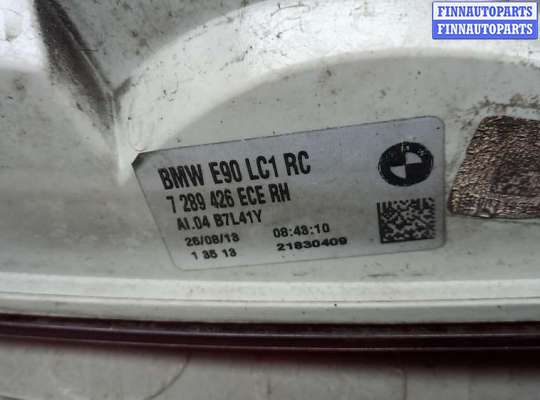 FINNAUTOPARTS
FINNAUTOPARTS
BMW E90 LC1 RC
7 289 426 ECE RH
AI.04 B7L41Y
26/08/13 08:43:10
1 35 13 21830409